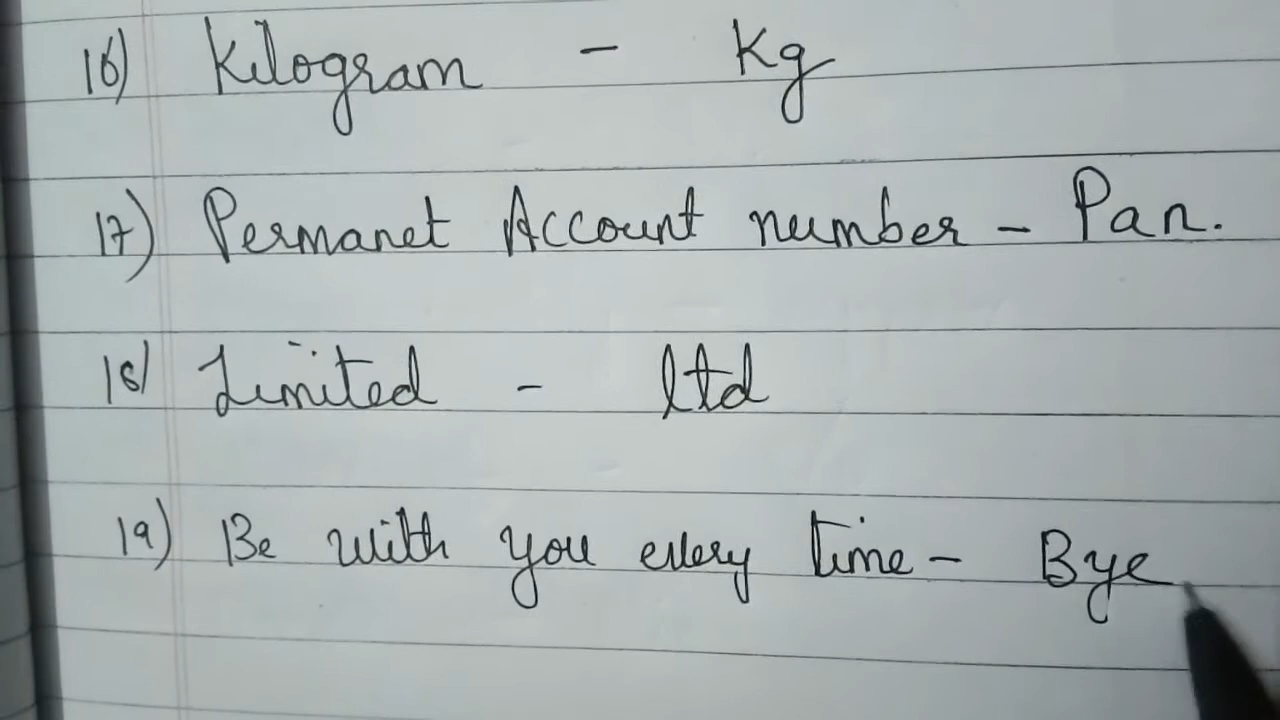 16) Kilogram - Kg
17) Permanet Account number - Pan.
18) Limited - ltd
19) Be with you every time - Bye